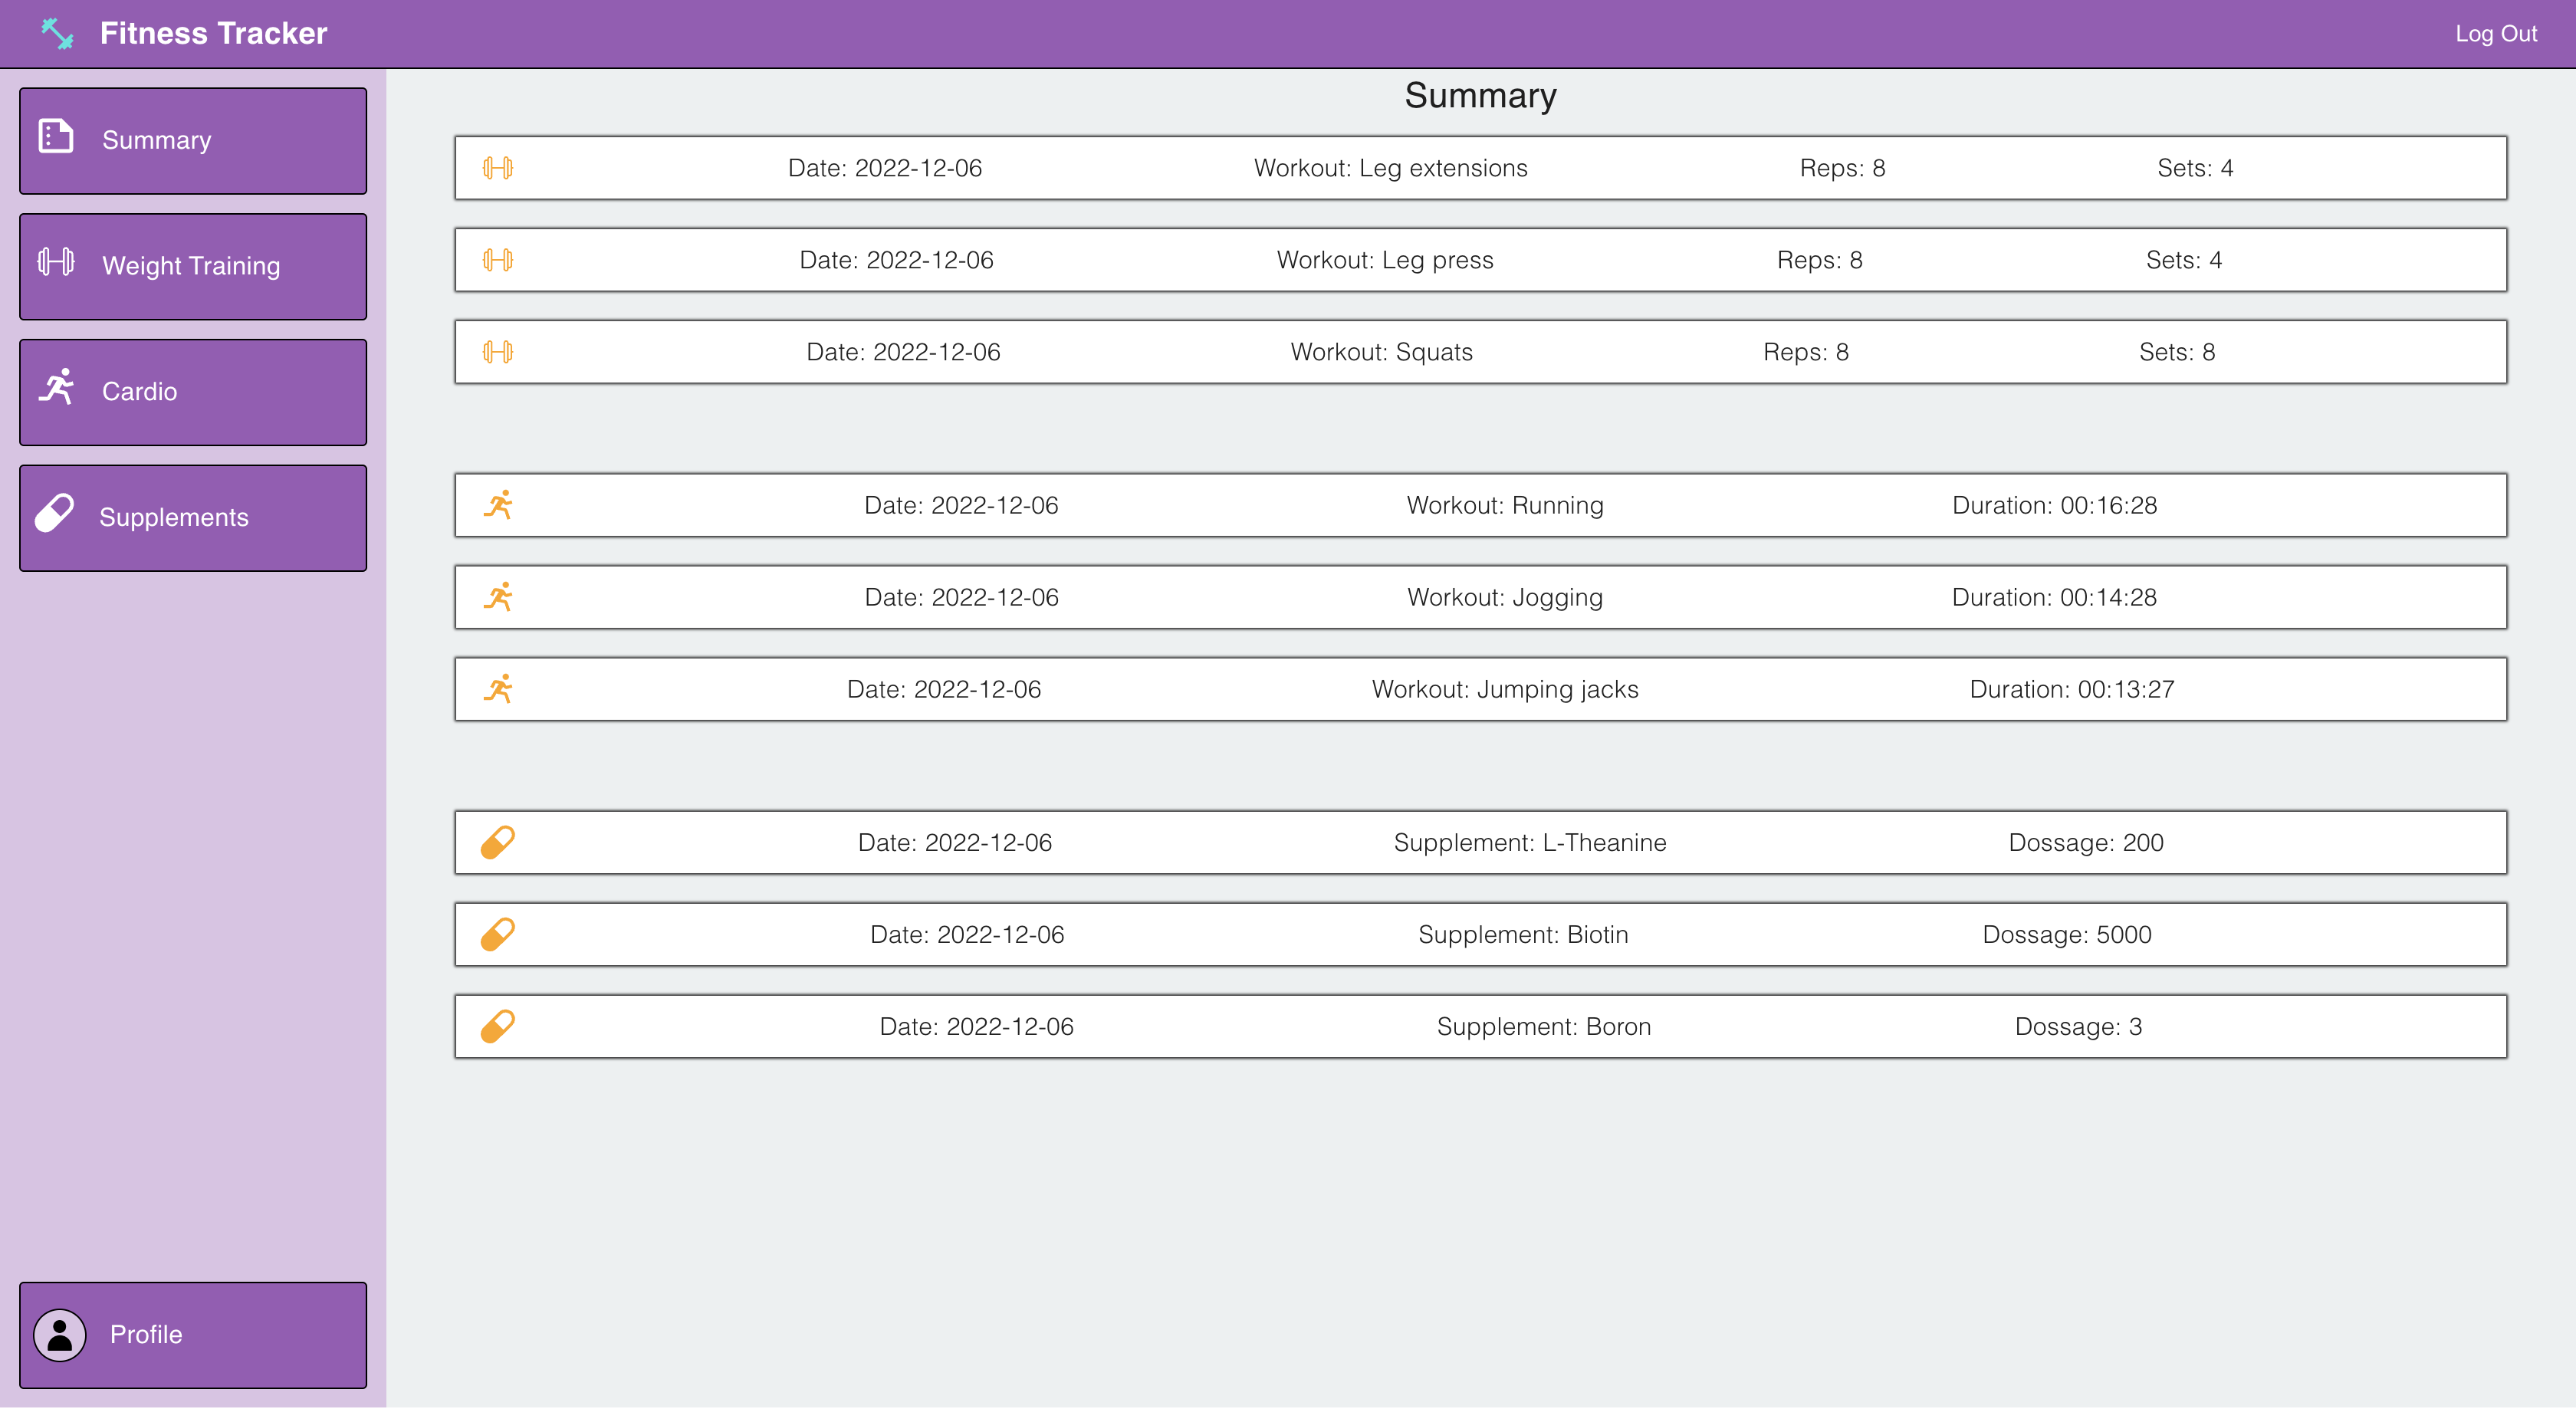 Fitness Tracker
Log Out
Summary
Weight Training
Cardio
Supplements
Profile
Summary
Date: 2022-12-06 Workout: Leg extensions Reps: 8 Sets: 4
Date: 2022-12-06 Workout: Leg press Reps: 8 Sets: 4
Date: 2022-12-06 Workout: Squats Reps: 8 Sets: 8
Date: 2022-12-06 Workout: Running Duration: 00:16:28
Date: 2022-12-06 Workout: Jogging Duration: 00:14:28
Date: 2022-12-06 Workout: Jumping jacks Duration: 00:13:27
Date: 2022-12-06 Supplement: L-Theanine Dossage: 200
Date: 2022-12-06 Supplement: Biotin Dossage: 5000
Date: 2022-12-06 Supplement: Boron Dossage: 3